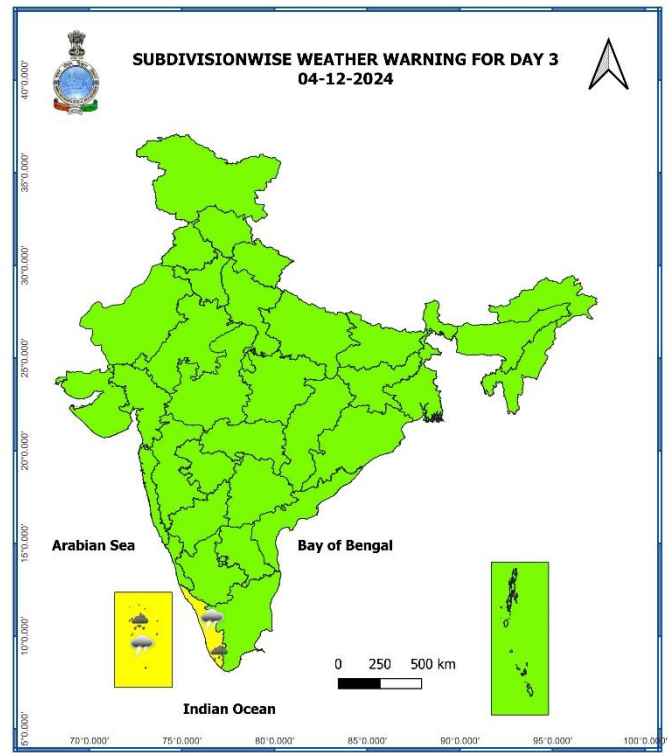 SUBDIVISIONWISE WEATHER WARNING FOR DAY 3
04-12-2024
40°0.000'
35°0.000'
30°0.000'
25°0.000'
20°0.000'
15°0.000'
10°0.000'
5°0.000'
Arabian Sea
Bay of Bengal
0 250 500 km
Indian Ocean
70°0.000' 75°0.000' 80°0.000' 85°0.000' 90°0.000' 95°0.000' 100°0.000'